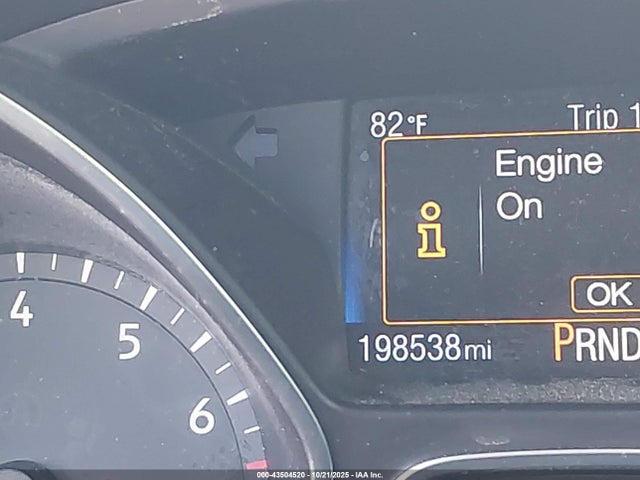 82°F Trip 1
Engine
On
i
OK
198538mi PRND
4
5
6
000-43504520 - 10/21/2025 - IAA Inc.